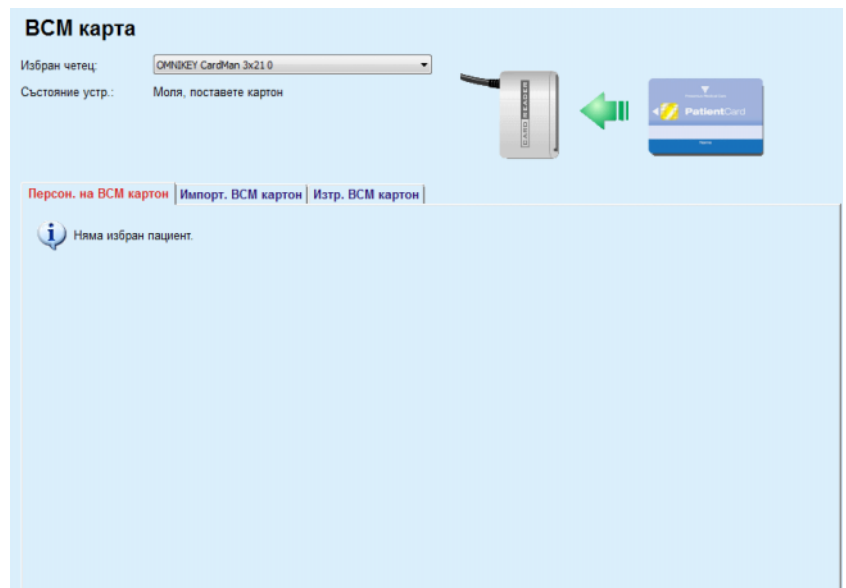 BCM карта
Избран четец: OMNIKEY CardMan 3x21 0
Състояние устр.: Моля, поставете картон
CARD READER
PatientCard
Персон. на BCM картон Импорт. BCM картон Изтр. BCM картон
Няма избран пациент.